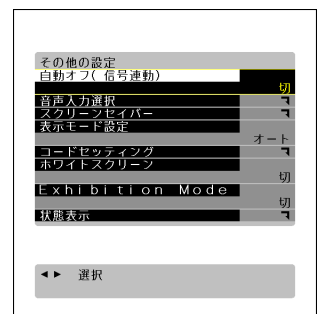 その他の設定
自動オフ( 信号連動)
切
音声入力選択
スクリーンセイバー
表示モード設定
オート
コードセッティング
ホワイトスクリーン
切
Exhibition Mode
切
状態表示
◄► 選択